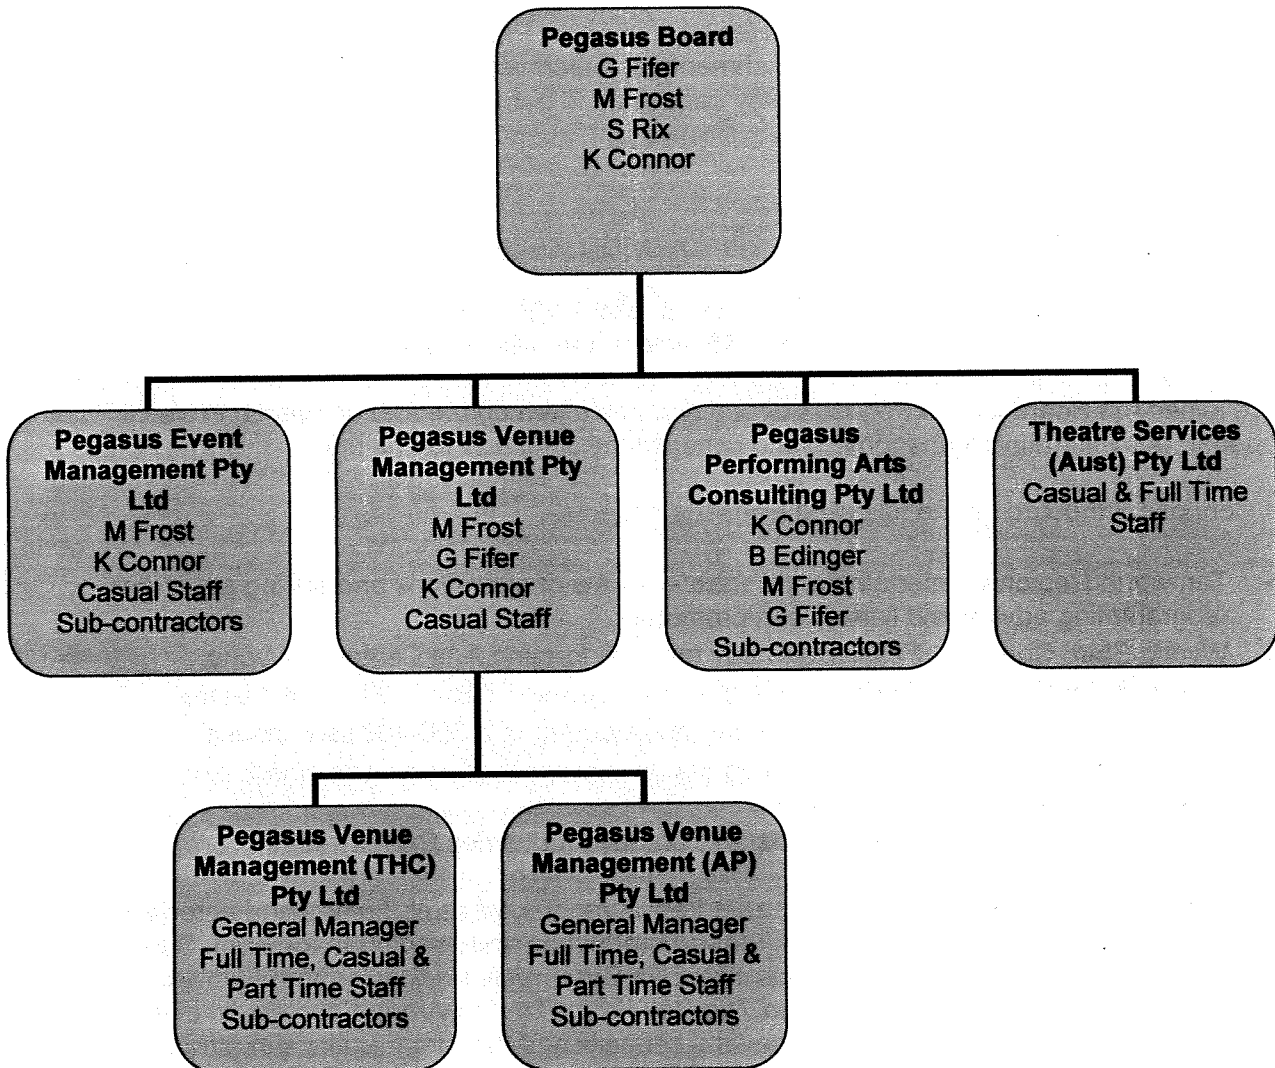 Pegasus Board
G Fifer
M Frost
S Rix
K Connor
Pegasus Event
Management Pty
Ltd
M Frost
K Connor
Casual Staff
Sub-contractors
Pegasus Venue
Management Pty
Ltd
M Frost
G Fifer
K Connor
Casual Staff
Pegasus
Performing Arts
Consulting Pty Ltd
K Connor
B Edinger
M Frost
G Fifer
Sub-contractors
Theatre Services
(Aust) Pty Ltd
Casual & Full Time
Staff
Pegasus Venue
Management (THC)
Pty Ltd
General Manager
Full Time, Casual &
Part Time Staff
Sub-contractors
Pegasus Venue
Management (AP)
Pty Ltd
General Manager
Full Time, Casual &
Part Time Staff
Sub-contractors